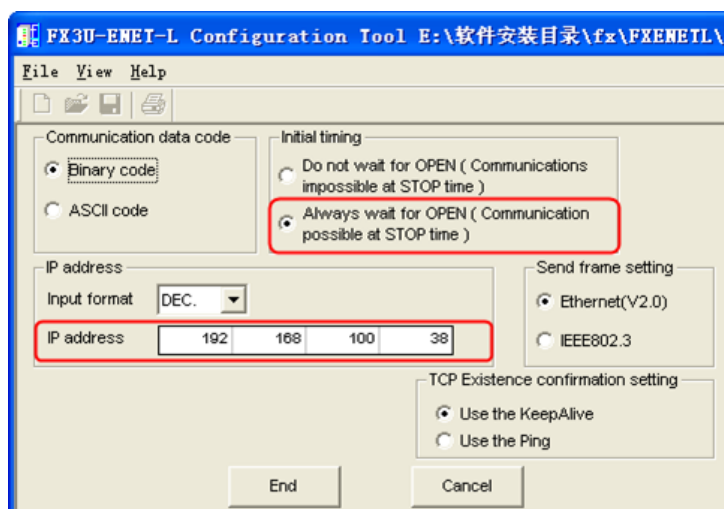 FX3U-ENET-L Configuration Tool E:\软件安装目录\fx\FXENETL\
File View Help
Communication data code
Binary code
ASCII code
Initial timing
Do not wait for OPEN ( Communications
impossible at STOP time )
Always wait for OPEN ( Communication
possible at STOP time )
IP address
Input format DEC.
IP address 192 168 100 38
Send frame setting
Ethernet(V2.0)
IEEE802.3
TCP Existence confirmation setting
Use the KeepAlive
Use the Ping
End Cancel